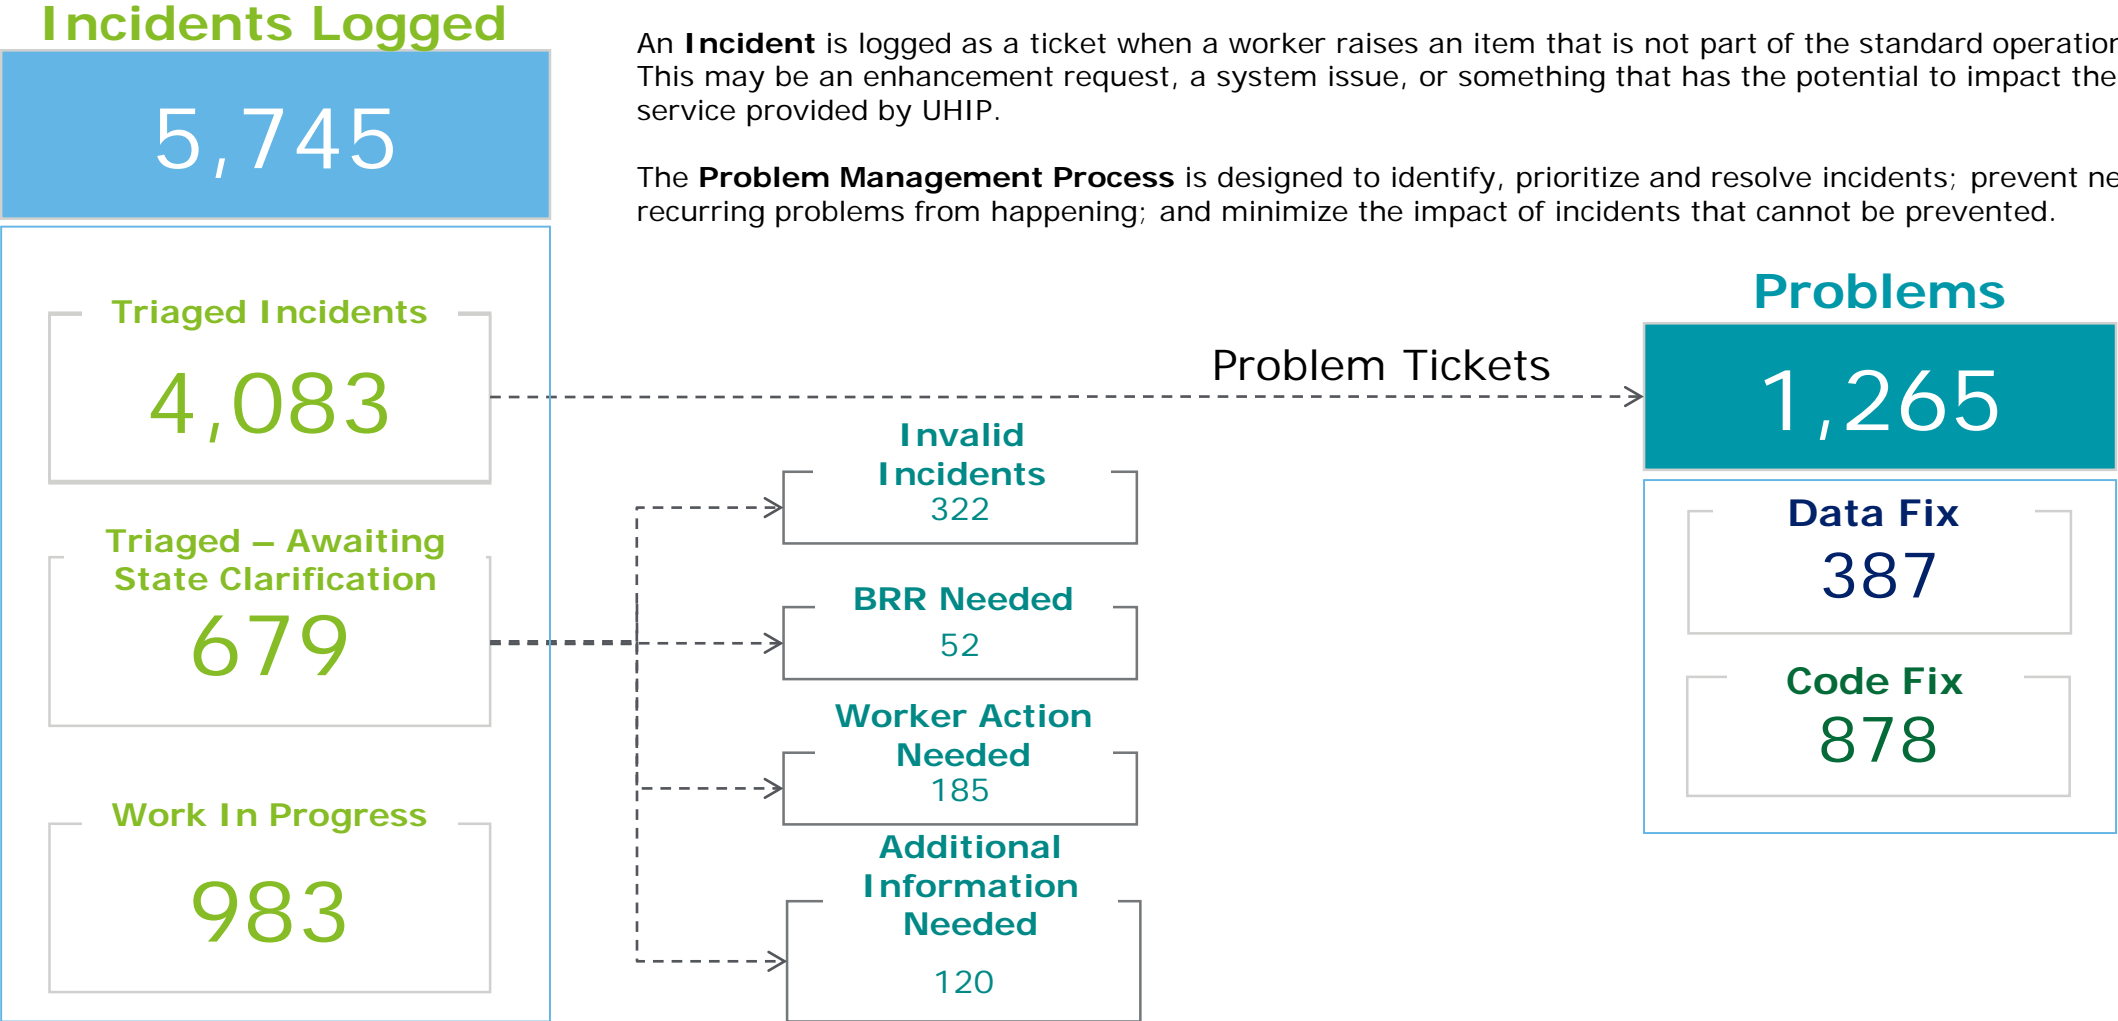 Incidents Logged
5,745
An Incident is logged as a ticket when a worker raises an item that is not part of the standard operation
This may be an enhancement request, a system issue, or something that has the potential to impact the
service provided by UHIP.
The Problem Management Process is designed to identify, prioritize and resolve incidents; prevent ne
recurring problems from happening; and minimize the impact of incidents that cannot be prevented.
Triaged Incidents
4,083
Triaged – Awaiting
State Clarification
679
Work In Progress
983
Problem Tickets
Invalid
Incidents
322
BRR Needed
52
Worker Action
Needed
185
Additional
Information
Needed
120
Problems
1,265
Data Fix
387
Code Fix
878